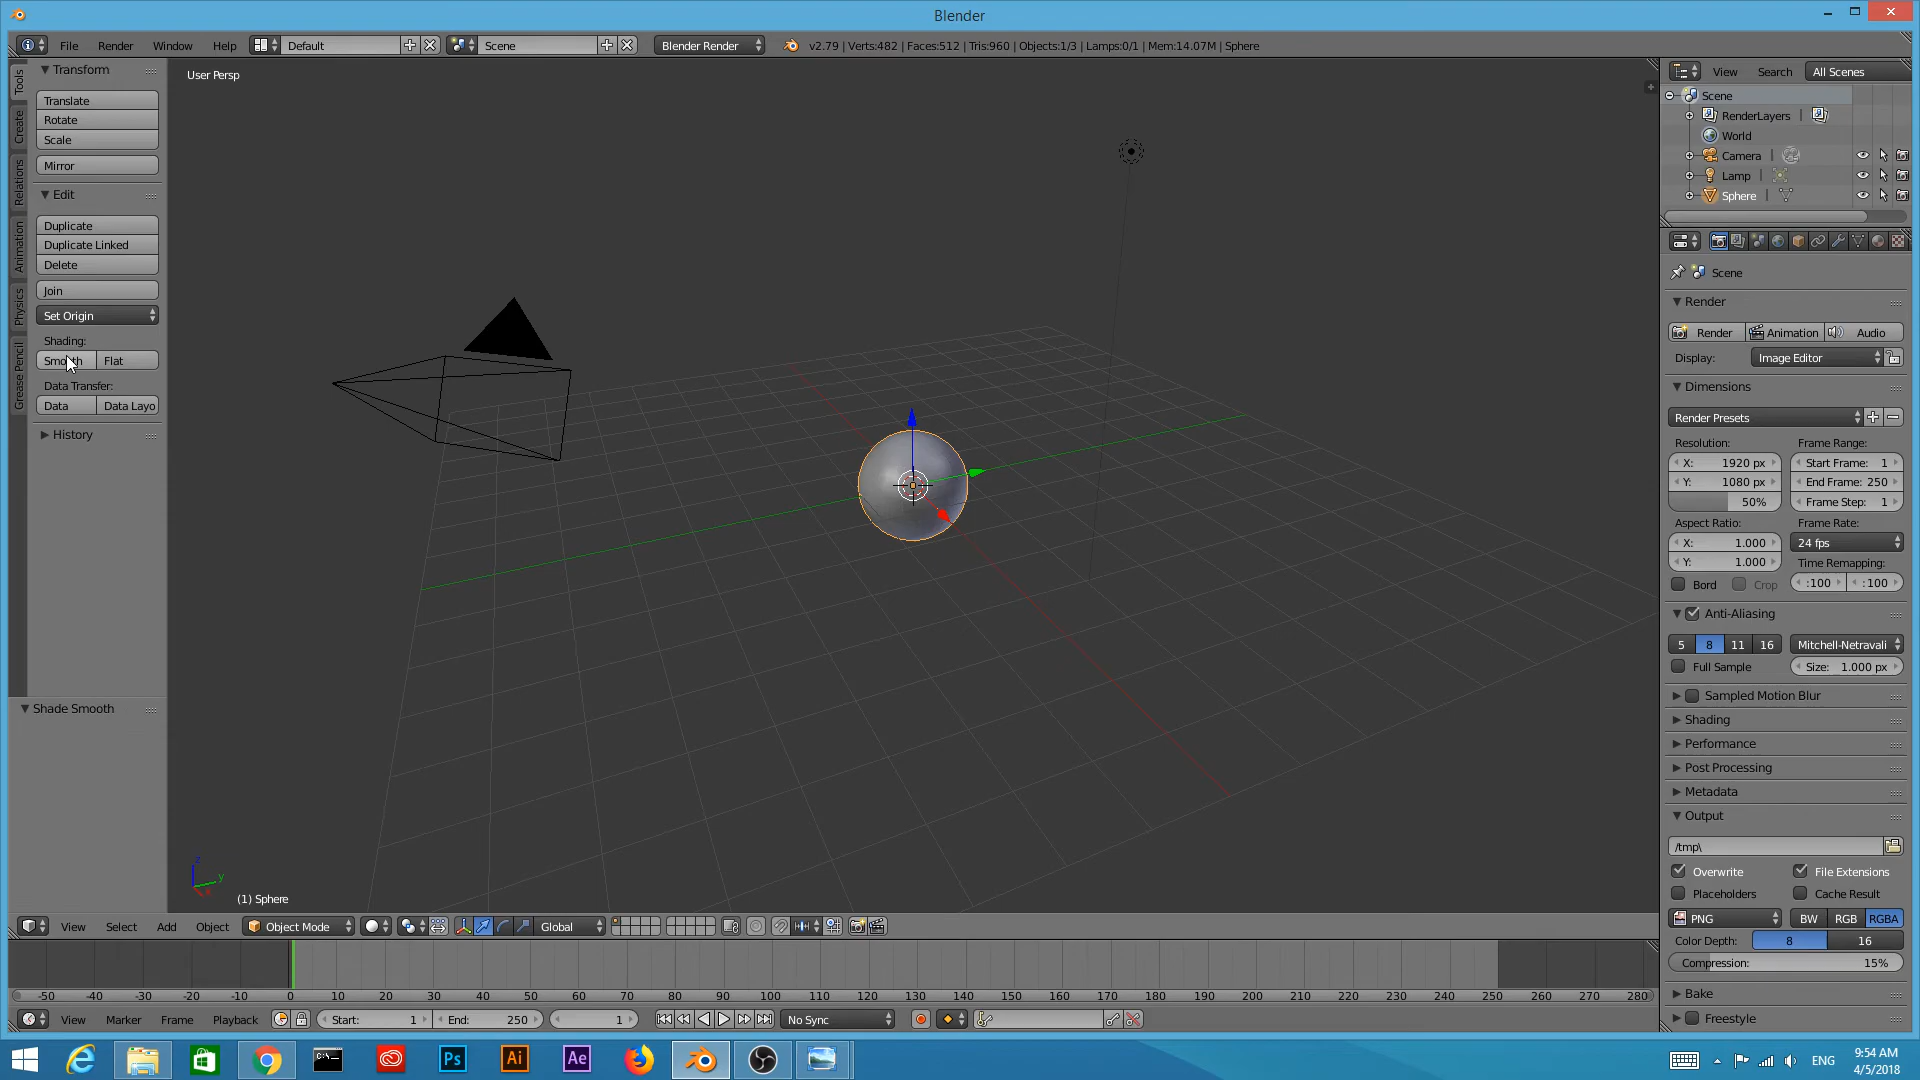 Blender
File Render Window Help Default Scene Blender Render v2.79 | Verts:482 | Faces:512 | Tris:960 | Objects:1/3 | Lamps:0/1 | Mem:14.07M | Sphere
Tools
Create
Relations
Animation
Physics
Grease Pencil
Transform
Translate
Rotate
Scale
Mirror
Edit
Duplicate
Duplicate Linked
Delete
Join
Set Origin
Shading:
Smooth Flat
Data Transfer:
Data Data Layo
History
Shade Smooth
User Persp
z
y
(1) Sphere
View Select Add Object Object Mode Global
View Search All Scenes
Scene
RenderLayers |
World
Camera |
Lamp |
Sphere |
Scene
Render
Render Animation Audio
Display: Image Editor
Dimensions
Render Presets
Resolution: Frame Range:
X: 1920 px Start Frame: 1
Y: 1080 px End Frame: 250
50% Frame Step: 1
Aspect Ratio: Frame Rate:
X: 1.000 24 fps
Y: 1.000 Time Remapping:
Bord Crop :100 :100
Anti-Aliasing
5 8 11 16 Mitchell-Netravali
Full Sample Size: 1.000 px
Sampled Motion Blur
Shading
Performance
Post Processing
Metadata
Output
/tmp\
Overwrite File Extensions
Placeholders Cache Result
PNG BW RGB RGBA
Color Depth: 8 16
Compression: 15%
Bake
Freestyle
-50 -40 -30 -20 -10 0 10 20 30 40 50 60 70 80 90 100 110 120 130 140 150 160 170 180 190 200 210 220 230 240 250 260 270 280
View Marker Frame Playback Start: 1 End: 250 1 No Sync
Ps Ai Ae ENG
9:54 AM
4/5/2018